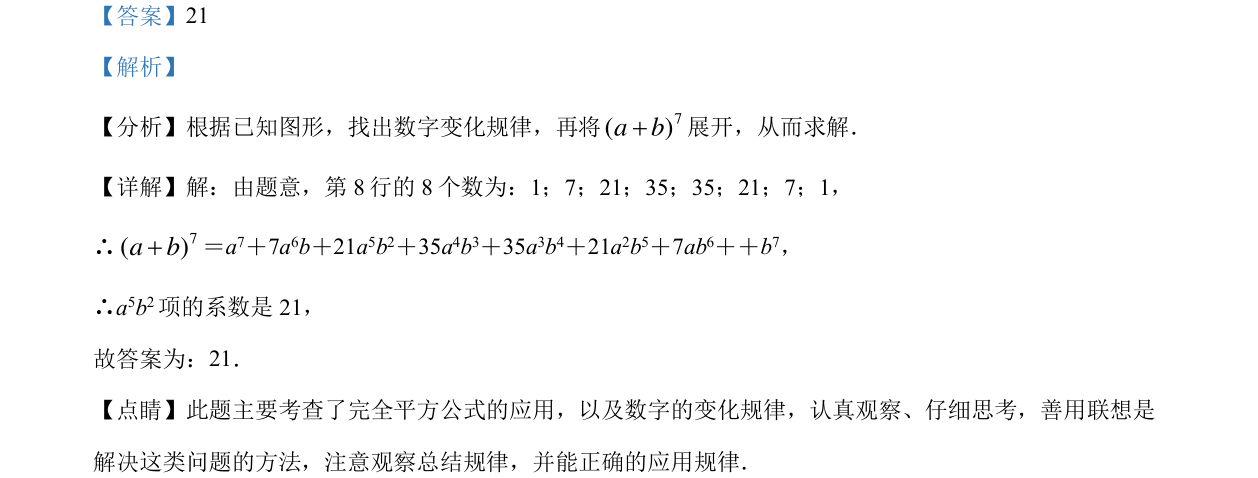 【答案】21
【解析】
【分析】根据已知图形，找出数字变化规律，再将(a+b)⁷展开，从而求解．
【详解】解：由题意，第 8 行的 8 个数为：1；7；21；35；35；21；7；1，
∴(a+b)⁷＝a⁷＋7a⁶b＋21a⁵b²＋35a⁴b³＋35a³b⁴＋21a²b⁵＋7ab⁶＋＋b⁷，
∴a⁵b²项的系数是 21，
故答案为：21．
【点睛】此题主要考查了完全平方公式的应用，以及数字的变化规律，认真观察、仔细思考，善用联想是
解决这类问题的方法，注意观察总结规律，并能正确的应用规律．